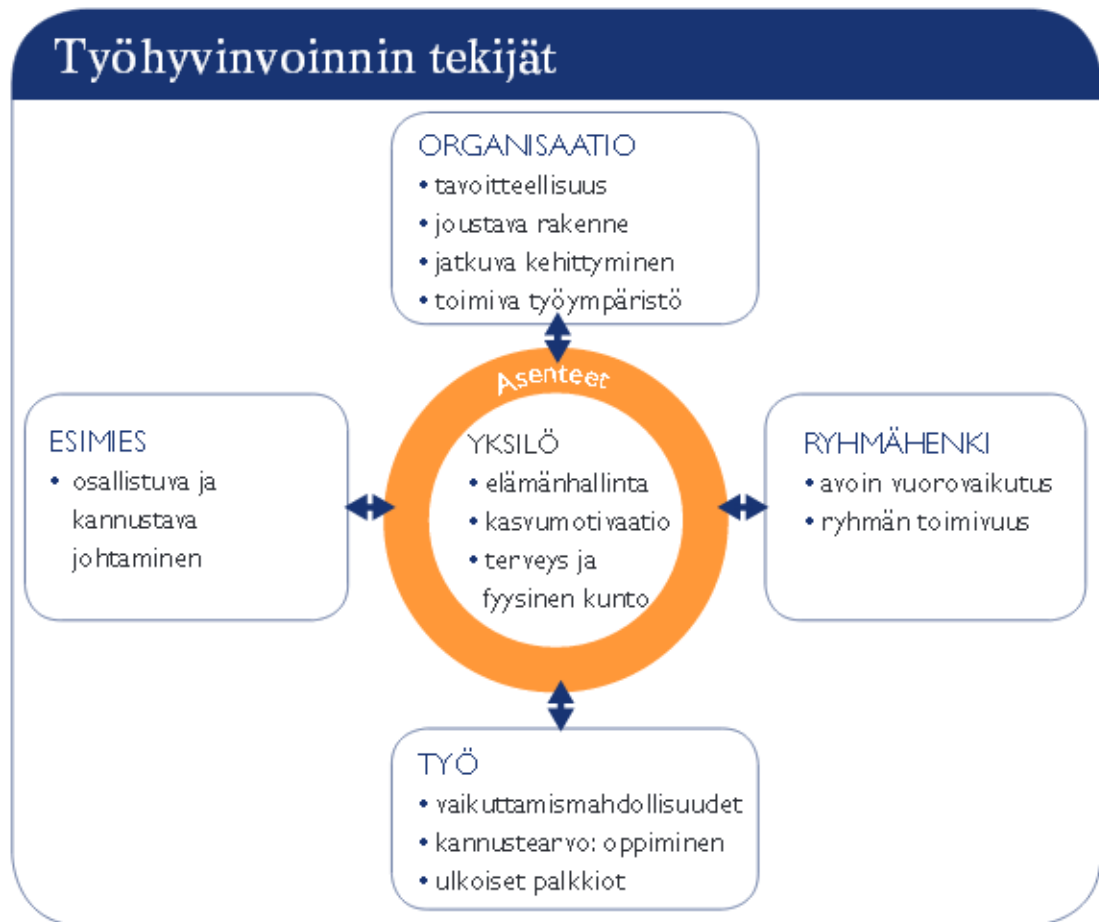 Työhyvinvoinnin tekijät
ORGANISAATIO
• tavoitteellisuus
• joustava rakenne
• jatkuva kehittyminen
• toimiva työympäristö
Asenteet
ESIMIES
• osallistuva ja
kannustava
johtaminen
YKSILÖ
• elämänhallinta
• kasvumotivaatio
• terveys ja
fyysinen kunto
RYHMÄHENKI
• avoin vuorovaikutus
• ryhmän toimivuus
TYÖ
• vaikuttamismahdollisuudet
• kannustearvo: oppiminen
• ulkoiset palkkiot